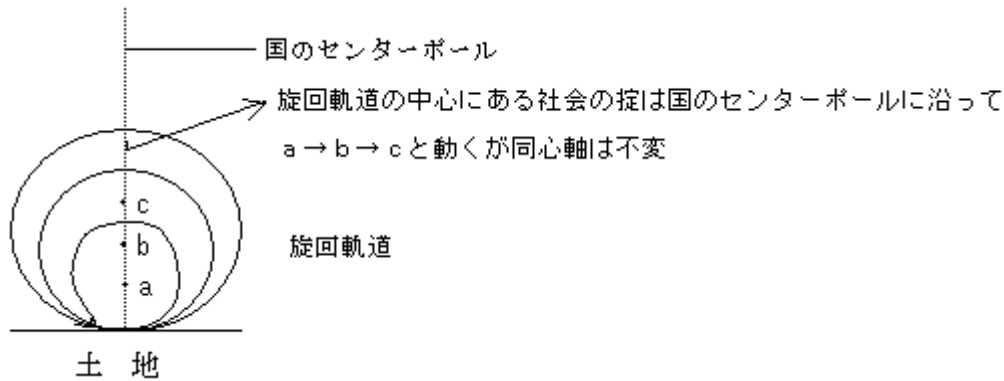 国のセンターポール
旋回軌道の中心にある社会の掟は国のセンターポールに沿って
a→b→cと動くが同心軸は不変
c
b
旋回軌道
a
土 地